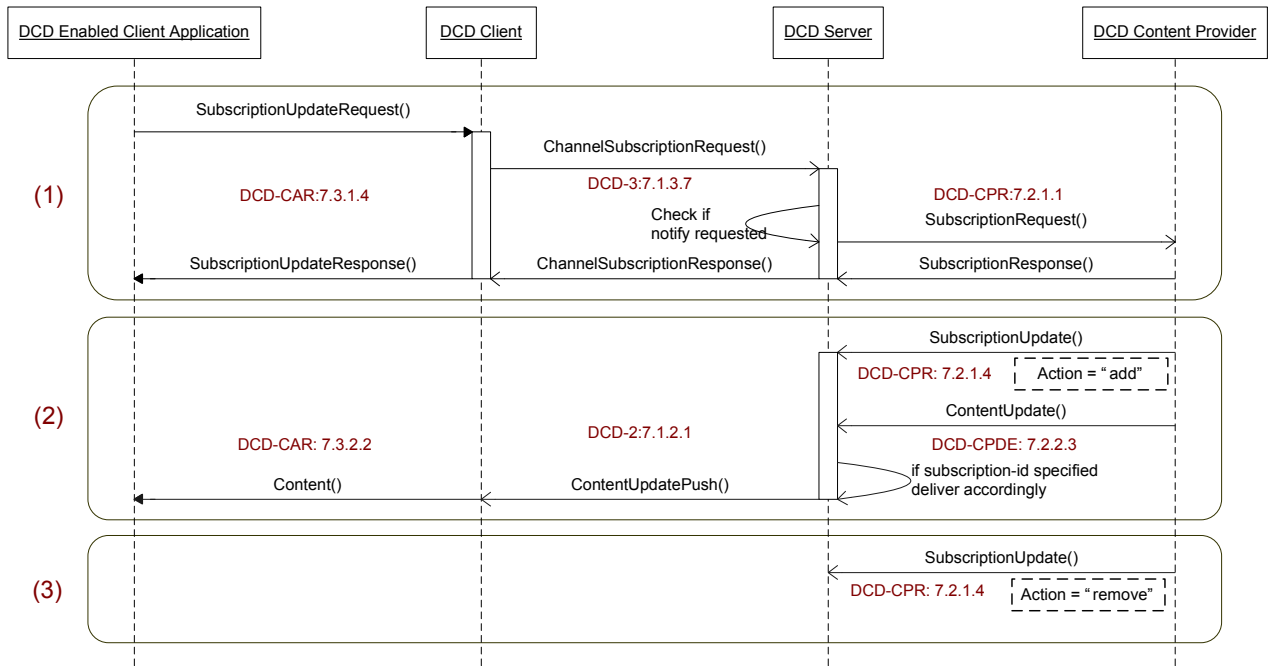 DCD Enabled Client Application
DCD Client
DCD Server
DCD Content Provider
(1)
SubscriptionUpdateRequest()
ChannelSubscriptionRequest()
DCD-CAR:7.3.1.4
DCD-3:7.1.3.7
DCD-CPR:7.2.1.1
Check if
notify requested
SubscriptionRequest()
SubscriptionUpdateResponse()
ChannelSubscriptionResponse()
SubscriptionResponse()
(2)
SubscriptionUpdate()
DCD-CPR: 7.2.1.4
Action = “add”
ContentUpdate()
DCD-CAR: 7.3.2.2
DCD-2:7.1.2.1
DCD-CPDE: 7.2.2.3
if subscription-id specified
deliver accordingly
Content()
ContentUpdatePush()
(3)
SubscriptionUpdate()
DCD-CPR: 7.2.1.4
Action = “remove”